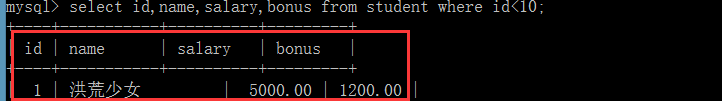 mysql> select id,name,salary,bonus from student where id<10;
+----+-----------+----------+---------+
| id | name      | salary   | bonus   |
+----+-----------+----------+---------+
|  1 | 洪荒少女          |  5000.00 | 1200.00 |